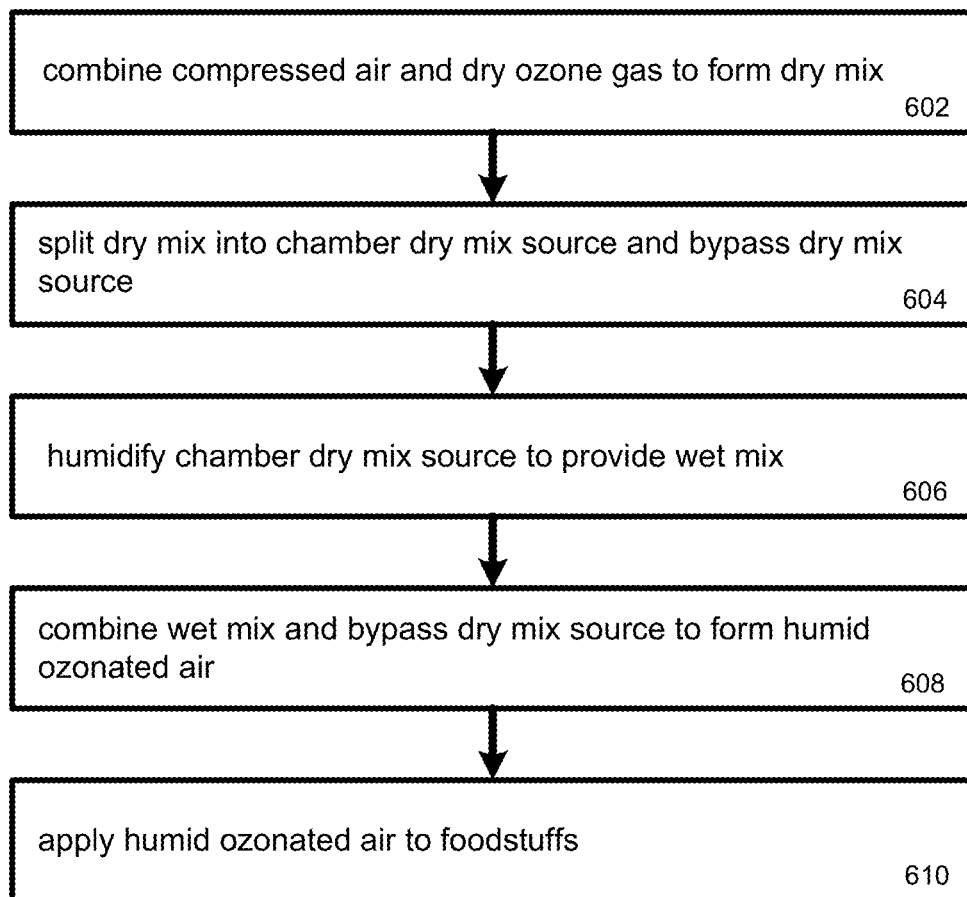 combine compressed air and dry ozone gas to form dry mix
602
split dry mix into chamber dry mix source and bypass dry mix
source
604
humidify chamber dry mix source to provide wet mix
606
combine wet mix and bypass dry mix source to form humid
ozonated air
608
apply humid ozonated air to foodstuffs
610